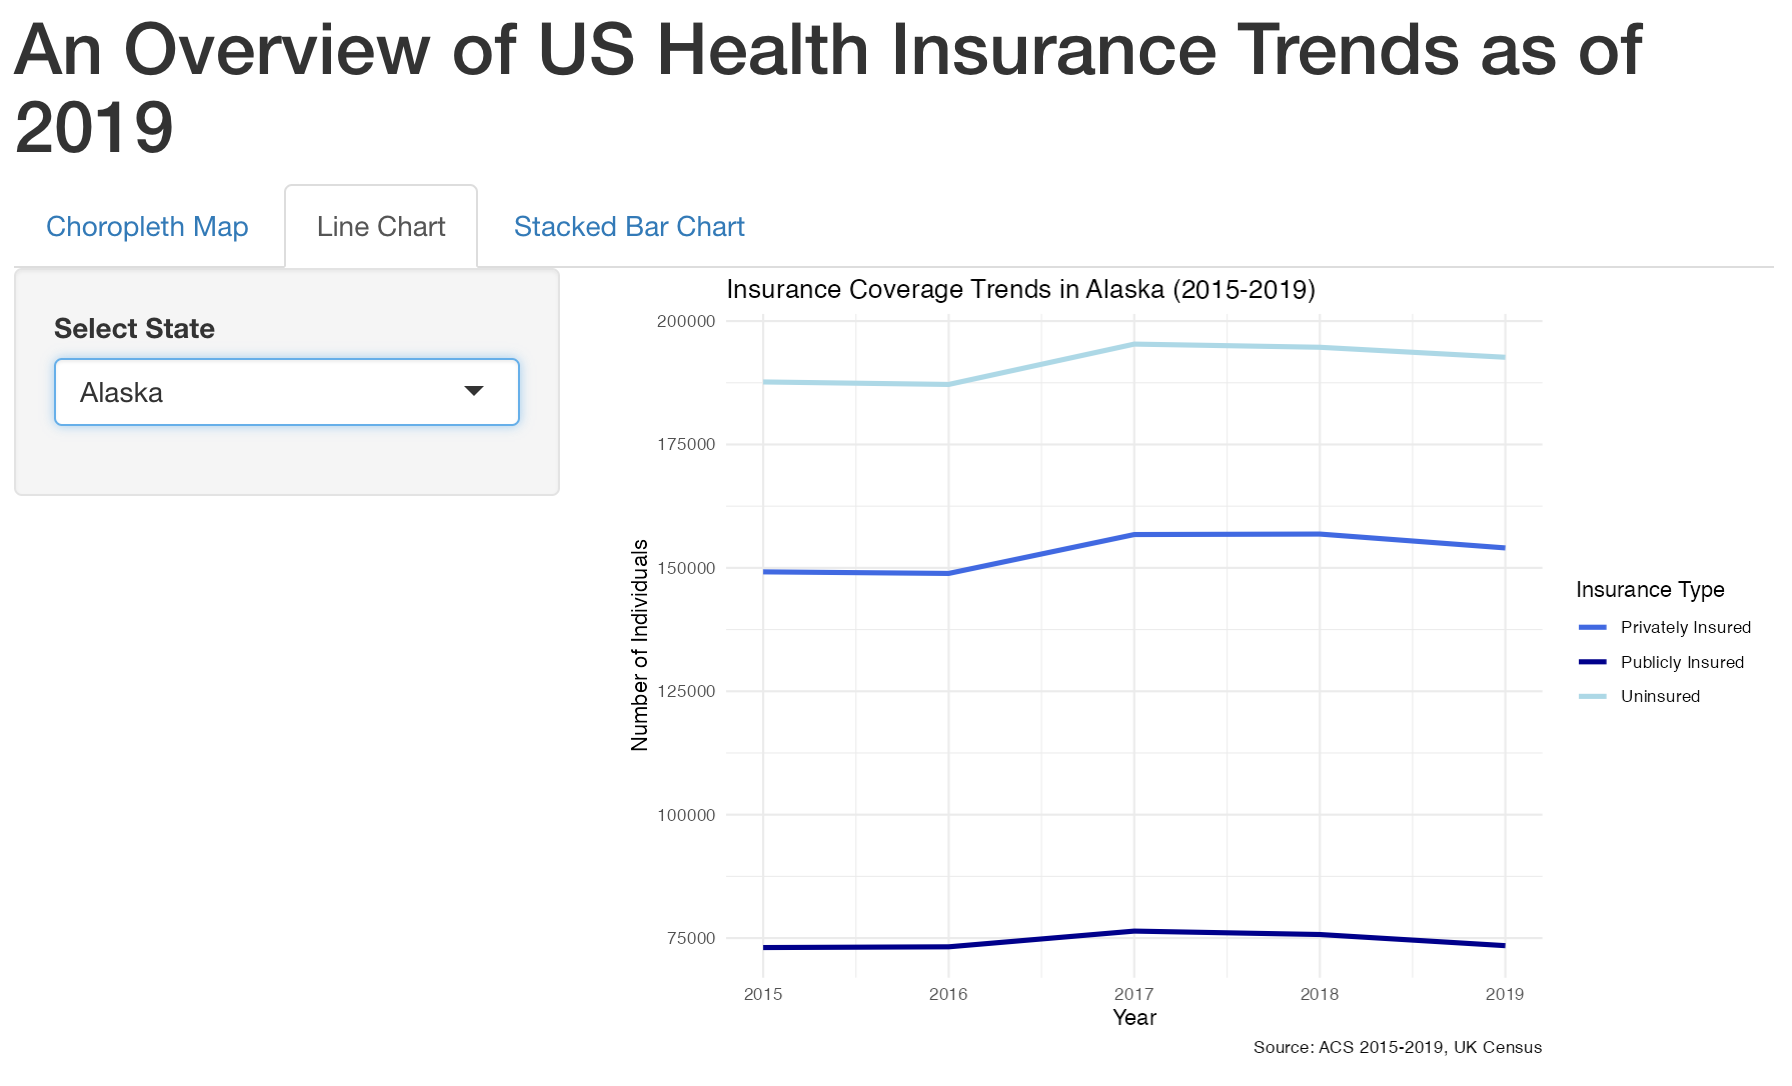 An Overview of US Health Insurance Trends as of
2019
Choropleth Map
Line Chart
Stacked Bar Chart
Select State
Alaska
Insurance Coverage Trends in Alaska (2015-2019)
200000
175000
150000
125000
100000
75000
Number of Individuals
2015
2016
2017
2018
2019
Year
Insurance Type
Privately Insured
Publicly Insured
Uninsured
Source: ACS 2015-2019, UK Census